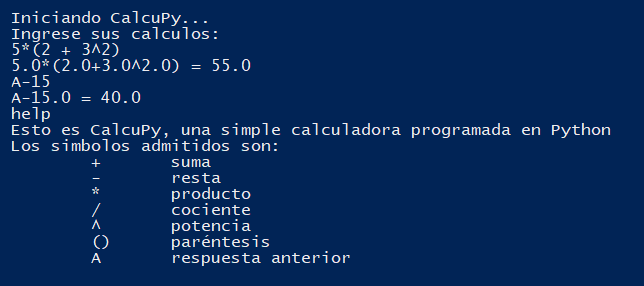 Iniciando CalcuPy...
Ingrese sus calculos:
5*(2 + 3^2)
5.0*(2.0+3.0^2.0) = 55.0
A-15
A-15.0 = 40.0
help
Esto es CalcuPy, una simple calculadora programada en Python
Los simbolos admitidos son:
+ suma
- resta
* producto
/ cociente
^ potencia
() paréntesis
A respuesta anterior